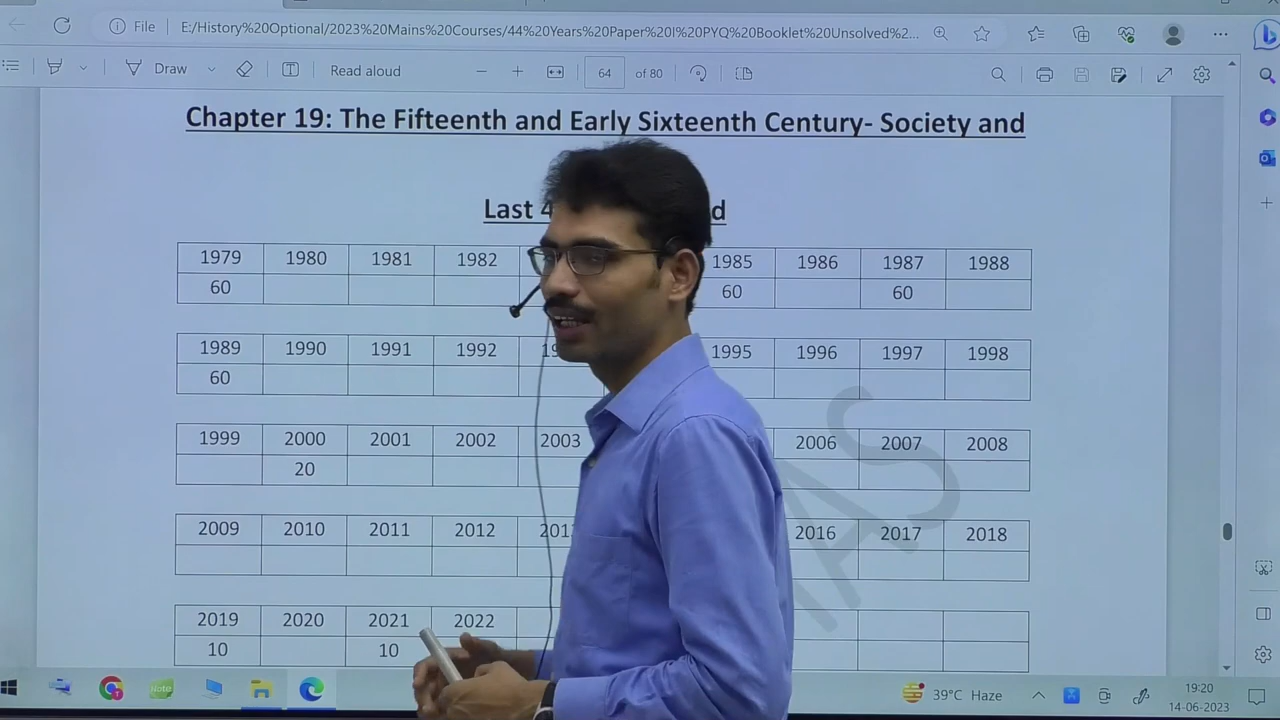 File
E:/History%20Optional/2023%20Mains%20Courses/44%20Years%20Paper%20I%20PYQ%20Booklet%20Unsolved%2...
Draw
Read aloud
64 of 80
Chapter 19: The Fifteenth and Early Sixteenth Century- Society and
Last
1979 1980 1981 1982 1985 1986 1987 1988
60 60 60
1989 1990 1991 1992 1995 1996 1997 1998
60
1999 2000 2001 2002 2003 2006 2007 2008
20
2009 2010 2011 2012 2016 2017 2018
2019 2020 2021 2022
10 10
IAS
39°C Haze
19:20
14-06-2023